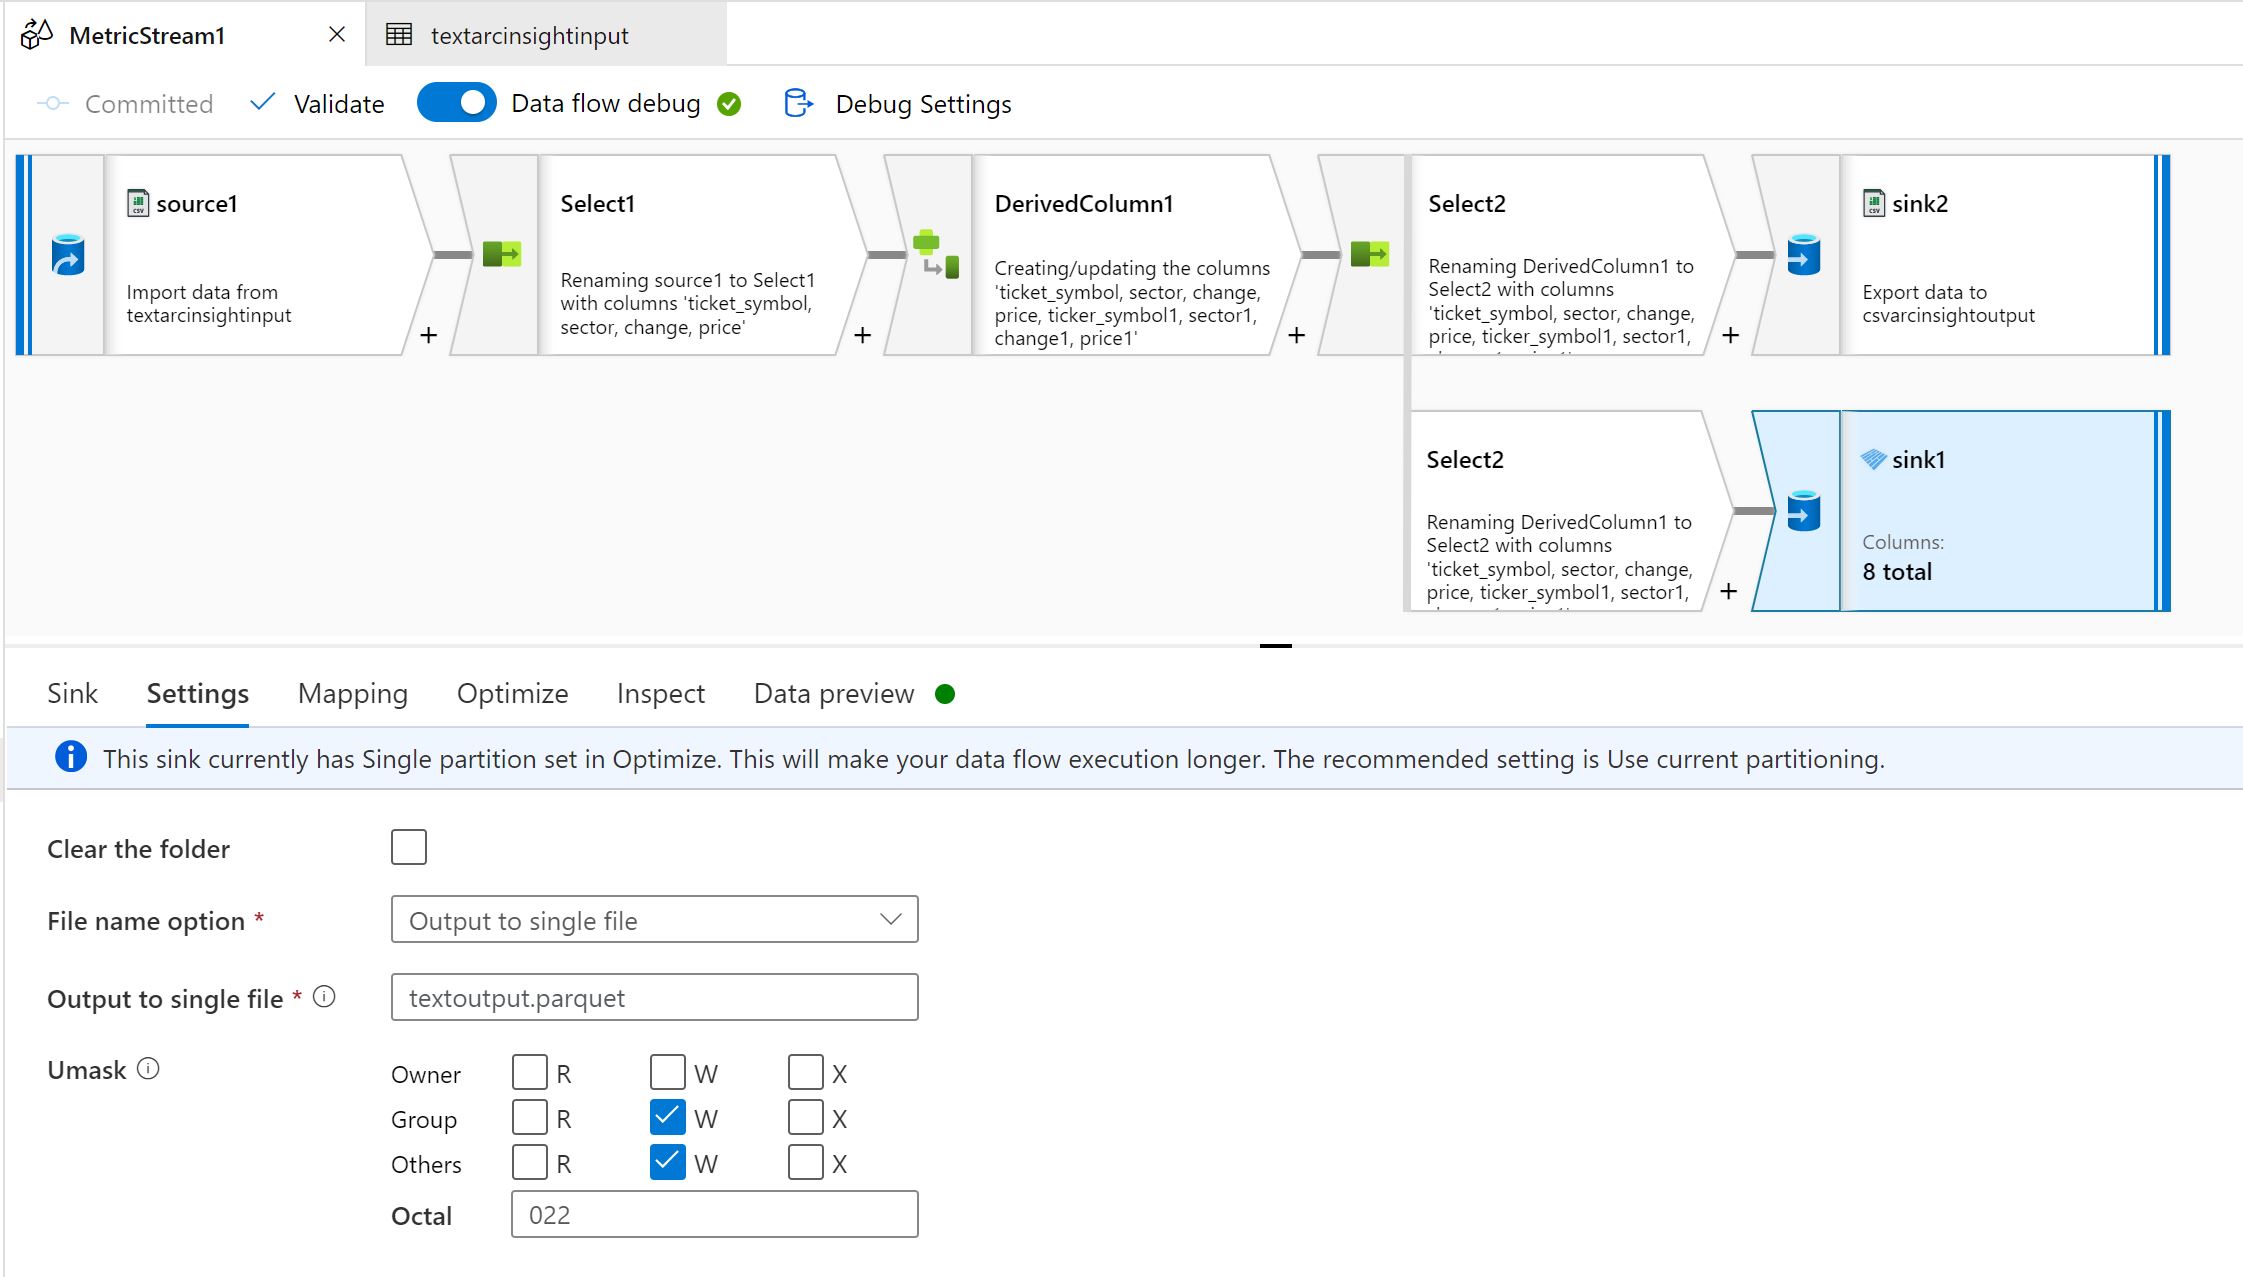 MetricStream1
textarcinsightinput
Committed
Validate
Data flow debug
Debug Settings
source1
Import data from
textarcinsightinput
+
Select1
Renaming source1 to Select1
with columns 'ticket_symbol,
sector, change, price'
+
DerivedColumn1
Creating/updating the columns
'ticket_symbol, sector, change,
price, ticker_symbol1, sector1,
change1, price1'
+
Select2
Renaming DerivedColumn1 to
Select2 with columns
'ticket_symbol, sector, change,
price, ticker_symbol1, sector1,
+
sink2
Export data to
csvarcinsightoutput
Select2
Renaming DerivedColumn1 to
Select2 with columns
'ticket_symbol, sector, change,
price, ticker_symbol1, sector1,
+
sink1
Columns:
8 total
Sink
Settings
Mapping
Optimize
Inspect
Data preview
This sink currently has Single partition set in Optimize. This will make your data flow execution longer. The recommended setting is Use current partitioning.
Clear the folder
File name option *
Output to single file
Output to single file *
textoutput.parquet
Umask
Owner R W X
Group R W X
Others R W X
Octal 022